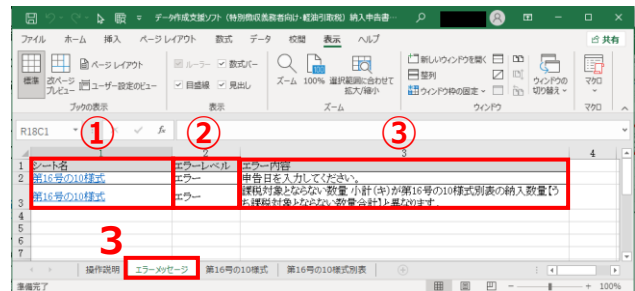 データ作成支援ソフト(特別徴収義務者向け・軽油引取税) 納入申告書…
ファイル ホーム 挿入 ページ レイアウト 数式 データ 校閲 表示 ヘルプ 共有
標準 改ページ プレビュー ページ レイアウト ユーザー設定のビュー ブックの表示
ルーラー 数式バー 目盛線 見出し 表示
ズーム 100% 選択範囲に合わせて 拡大/縮小 ズーム
新しいウィンドウを開く 整列 ウィンドウ枠の固定 ウィンドウの 切り替え ウィンドウ
マクロ マクロ
R18C1 fx
① ② ③
1 2 3 4
1 シート名 エラーレベル エラー内容
2 第16号の10様式 エラー 申告日を入力してください。
3 第16号の10様式 エラー 課税対象とならない数量 小計(キ)が第16号の10様式別表の納入数量【うち課税対象とならない数量合計】と異なります。
4
5
6
7
3
操作説明 エラーメッセージ 第16号の10様式 第16号の10様式別表
準備完了 100%